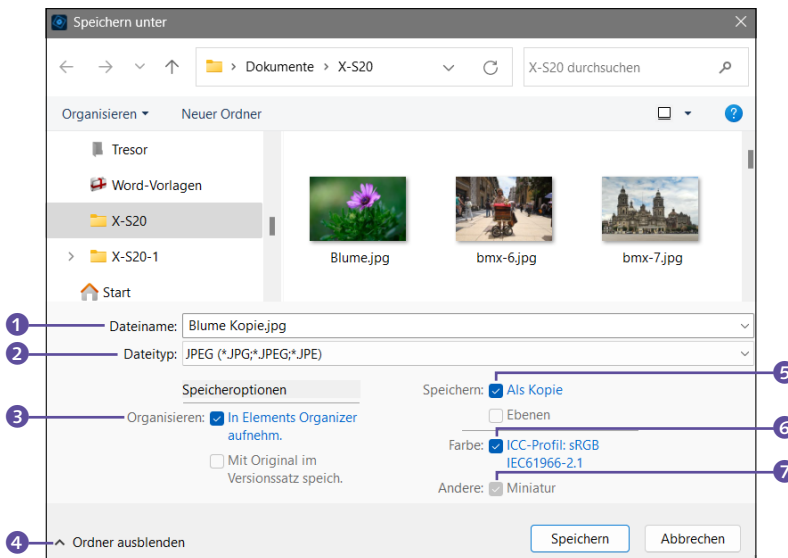 Speichern unter
Dokumente > X-S20
X-S20 durchsuchen
Organisieren
Neuer Ordner
?
Tresor
Word-Vorlagen
X-S20
X-S20-1
Start
Blume.jpg
bmx-6.jpg
bmx-7.jpg
1 Dateiname: Blume Kopie.jpg
2 Dateityp: JPEG (*.JPG;*.JPEG;*.JPE)
Speicheroptionen
3 Organisieren: In Elements Organizer
aufnehm.
Mit Original im
Versionssatz speich.
Speichern: Als Kopie 5
Ebenen
Farbe: ICC-Profil: sRGB 6
IEC61966-2.1
Andere: Miniatur 7
4 Ordner ausblenden
Speichern
Abbrechen